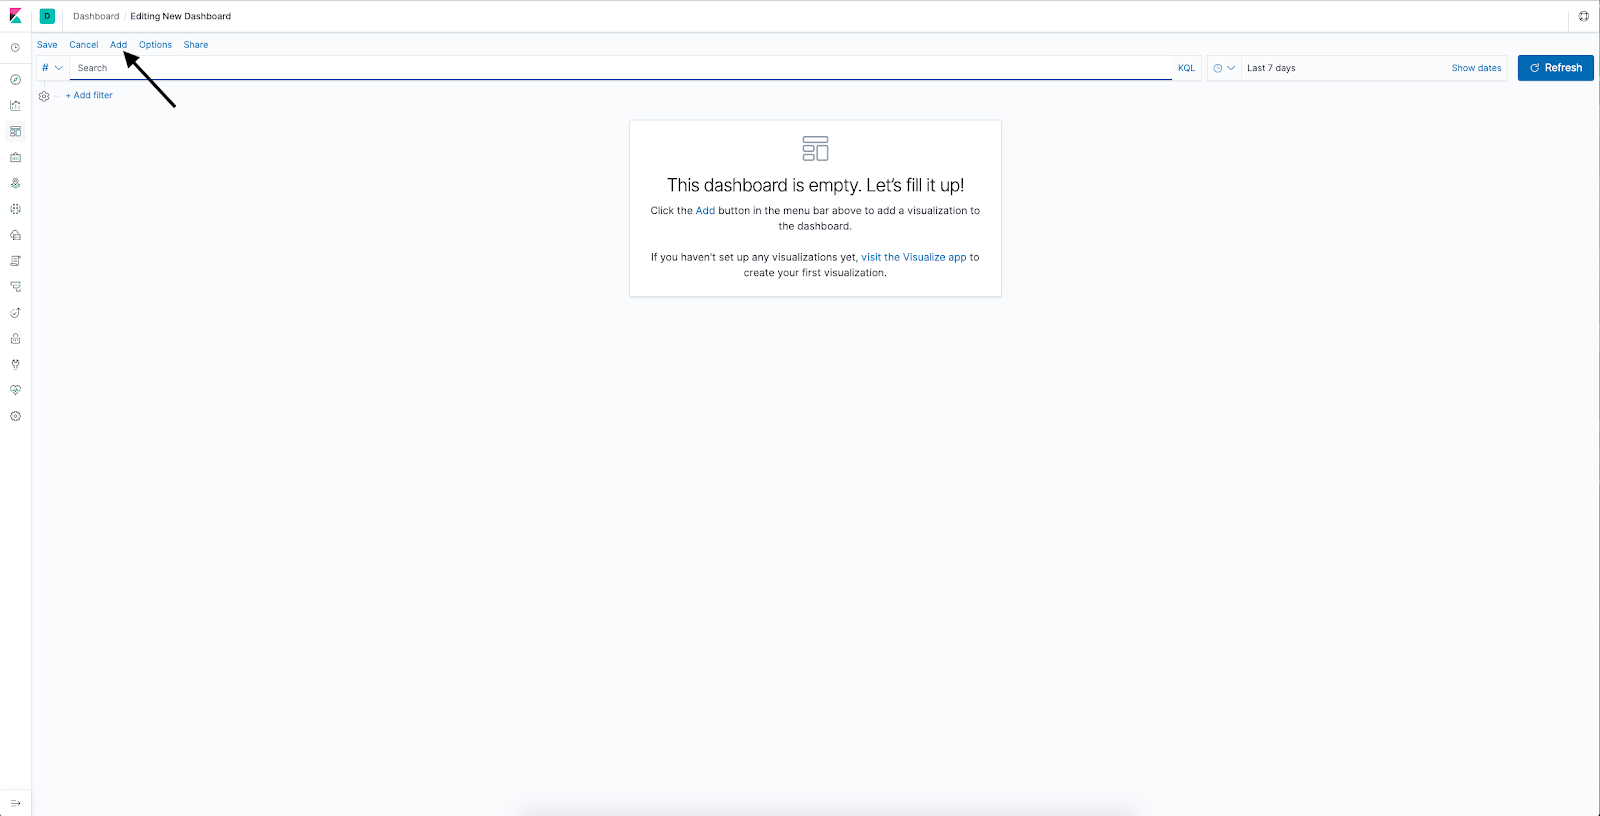 D Dashboard / Editing New Dashboard
Save Cancel Add Options Share
# Search KQL Last 7 days Show dates Refresh
+ Add filter
This dashboard is empty. Let's fill it up!
Click the Add button in the menu bar above to add a visualization to
the dashboard.
If you haven't set up any visualizations yet, visit the Visualize app to
create your first visualization.